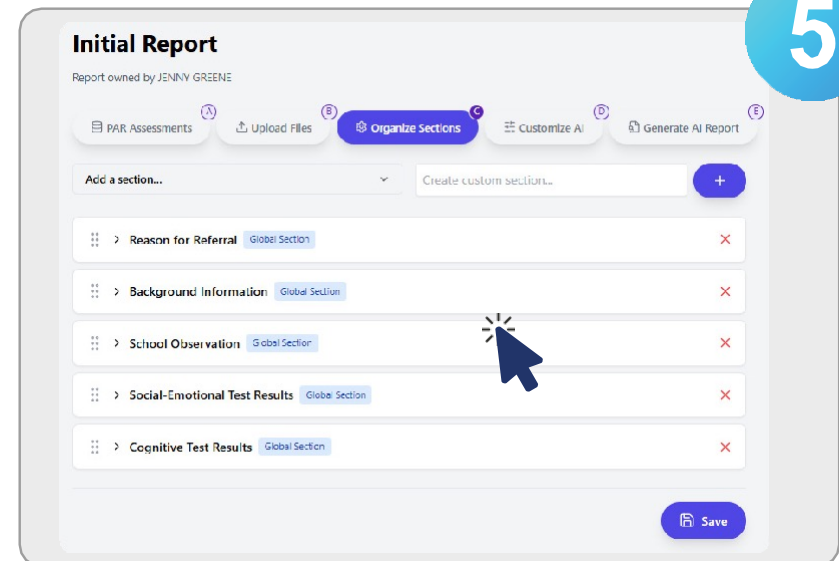 5
Initial Report
Report owned by JENNY GREENE
A B C D E
PAR Assessments Upload Files Organize Sections Customize AI Generate AI Report
Add a section... Create custom section... +
Reason for Referral Global Section
Background Information Global Section
School Observation Global Section
Social-Emotional Test Results Global Section
Cognitive Test Results Global Section
Save